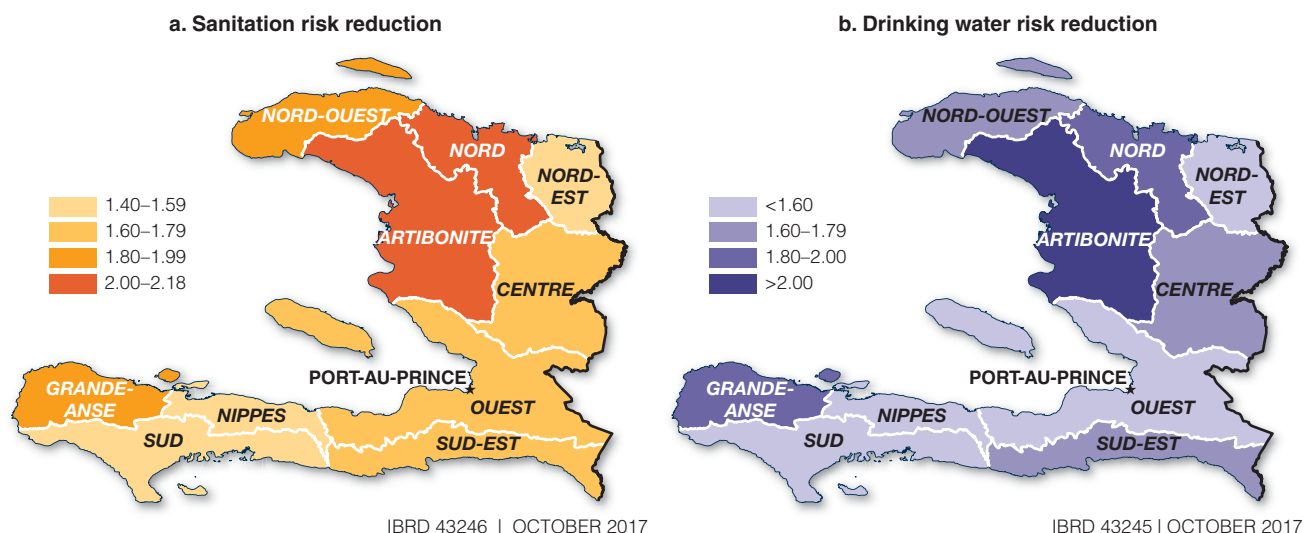 a. Sanitation risk reduction
NORD-OUEST
NORD
NORD-
EST
1.40–1.59
1.60–1.79
1.80–1.99
2.00–2.18
ARTIBONITE
CENTRE
PORT-AU-PRINCE
GRANDE-
ANSE
NIPPES
OUEST
SUD
SUD-EST
IBRD 43246 | OCTOBER 2017
b. Drinking water risk reduction
NORD-OUEST
NORD
NORD-
EST
<1.60
1.60–1.79
1.80–2.00
>2.00
ARTIBONITE
CENTRE
PORT-AU-PRINCE
GRANDE-
ANSE
NIPPES
OUEST
SUD
SUD-EST
IBRD 43245 | OCTOBER 2017